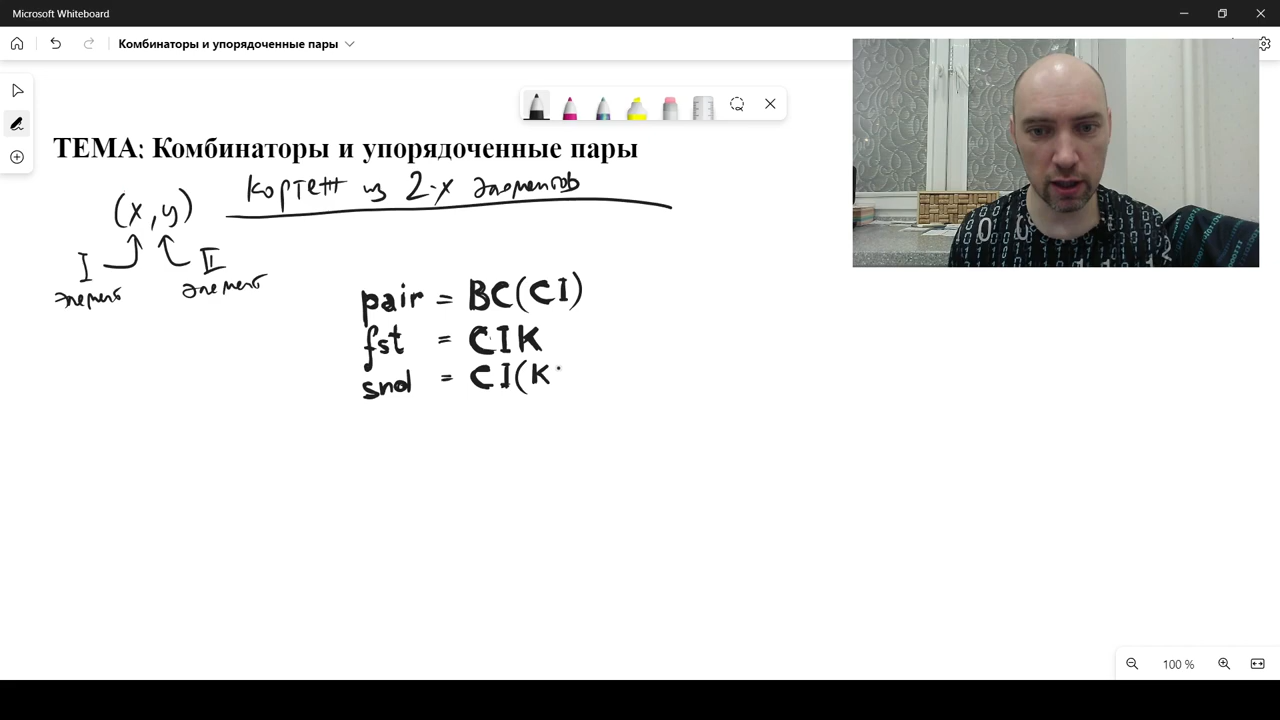 Microsoft Whiteboard
Комбинаторы и упорядоченные пары
ТЕМА: Комбинаторы и упорядоченные пары
(x, y) Кортеж из 2-х элементов
I II
элемент элемент
pair = BC(CI)
fst = CIK
snd = CI(K
100 %